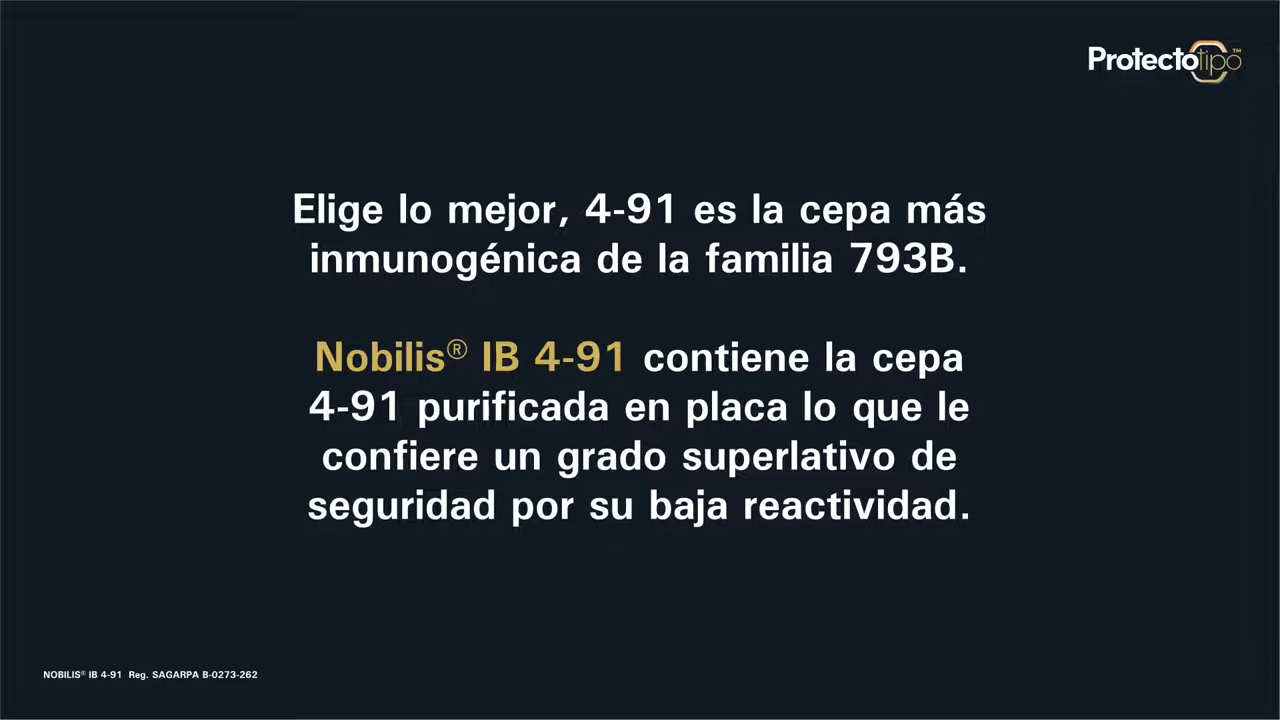 Protectotipo™
Elige lo mejor, 4-91 es la cepa más
inmunogénica de la familia 793B.
Nobilis® IB 4-91 contiene la cepa
4-91 purificada en placa lo que le
confiere un grado superlativo de
seguridad por su baja reactividad.
NOBILIS® IB 4-91 Reg. SAGARPA B-0273-262